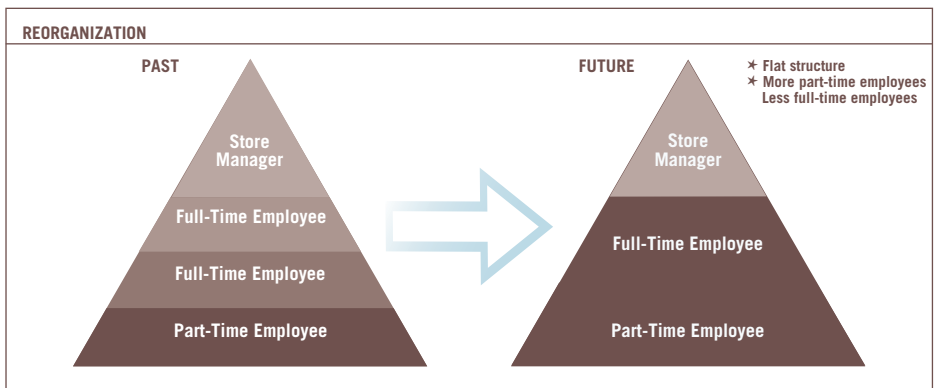 REORGANIZATION
PAST
Store
Manager
Full-Time Employee
Full-Time Employee
Part-Time Employee
FUTURE
★ Flat structure
★ More part-time employees
Less full-time employees
Store
Manager
Full-Time Employee
Part-Time Employee